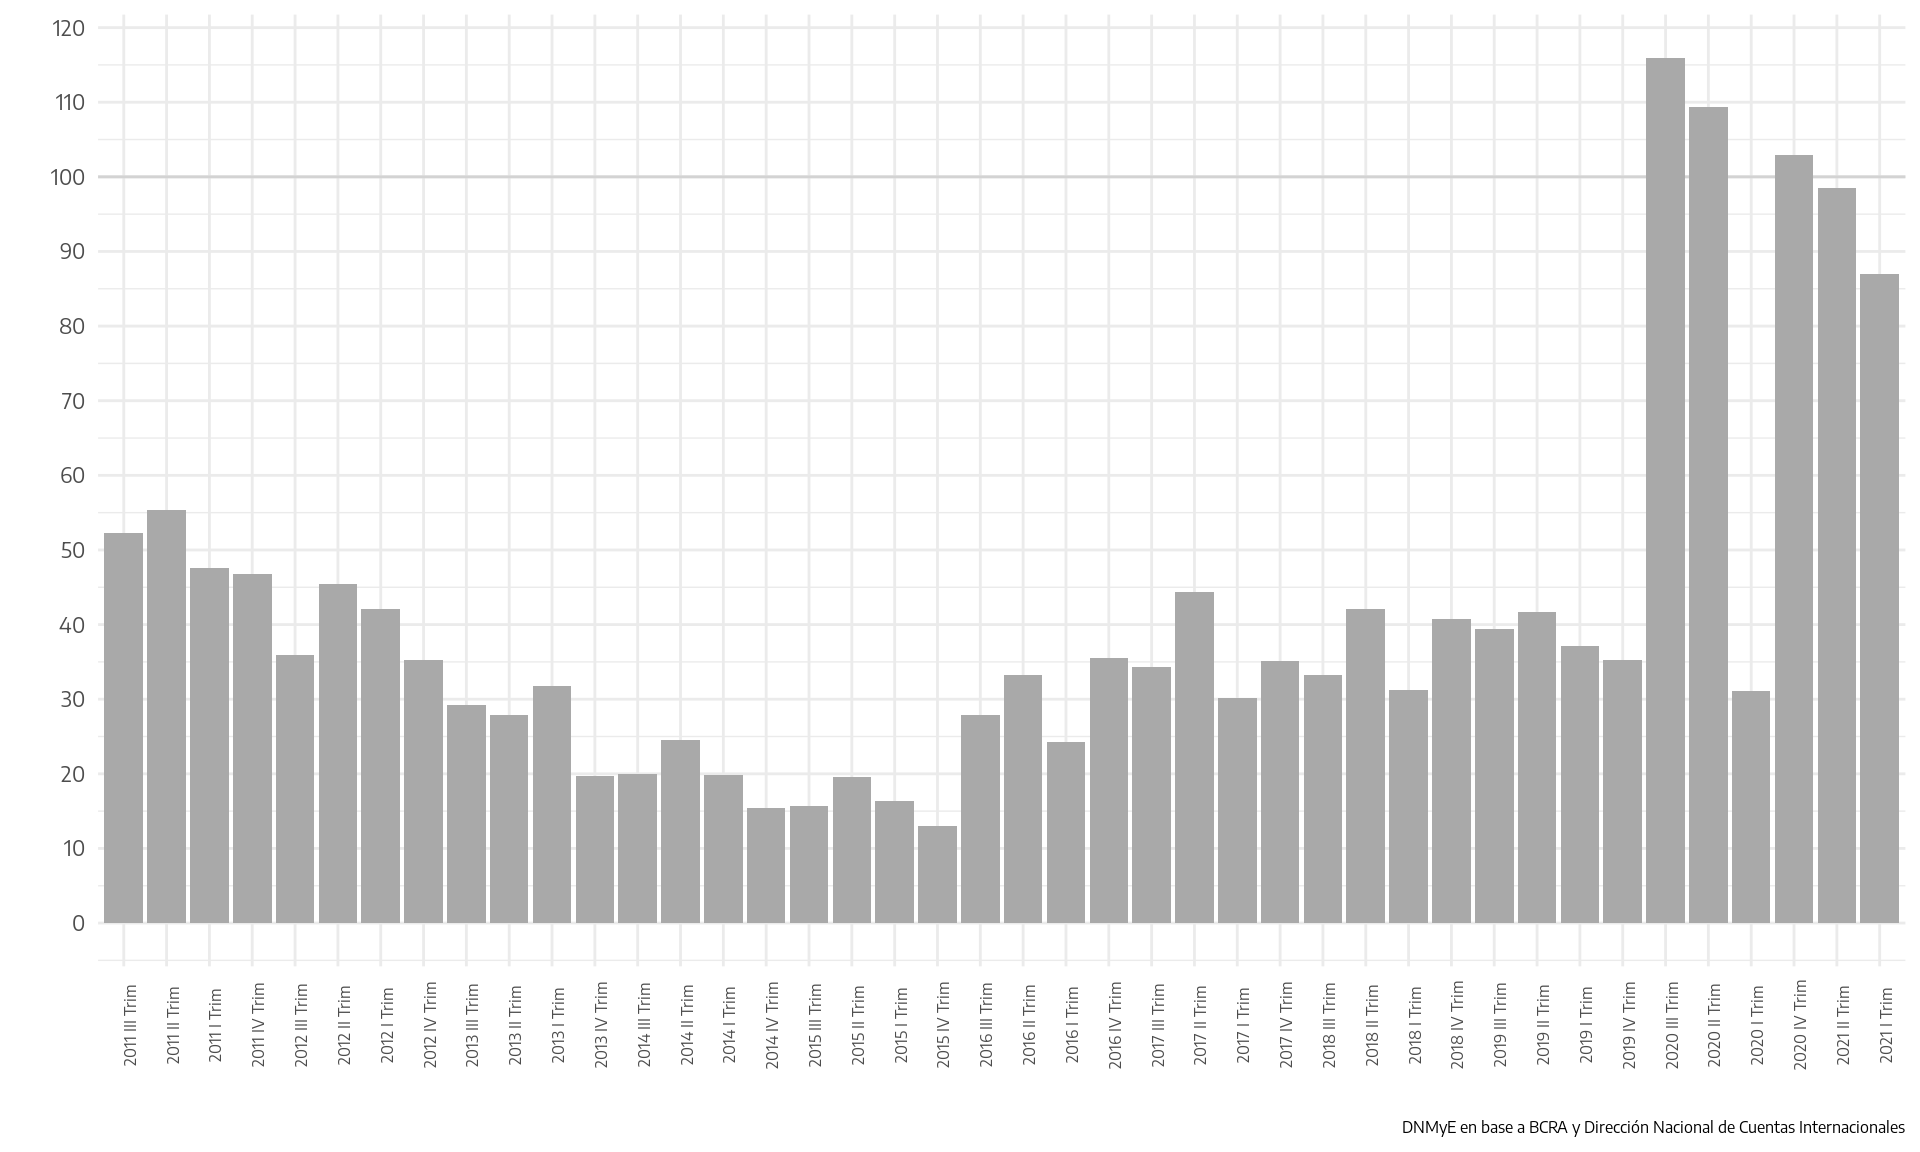 120
110
100
90
80
70
60
50
40
30
20
10
0
2011 III Trim
2011 II Trim
2011 I Trim
2011 IV Trim
2012 III Trim
2012 II Trim
2012 I Trim
2012 IV Trim
2013 III Trim
2013 II Trim
2013 I Trim
2013 IV Trim
2014 III Trim
2014 II Trim
2014 I Trim
2014 IV Trim
2015 III Trim
2015 II Trim
2015 I Trim
2015 IV Trim
2016 III Trim
2016 II Trim
2016 I Trim
2016 IV Trim
2017 III Trim
2017 II Trim
2017 I Trim
2017 IV Trim
2018 III Trim
2018 II Trim
2018 I Trim
2018 IV Trim
2019 III Trim
2019 II Trim
2019 I Trim
2019 IV Trim
2020 III Trim
2020 II Trim
2020 I Trim
2020 IV Trim
2021 II Trim
2021 I Trim
DNMyE en base a BCRA y Dirección Nacional de Cuentas Internacionales